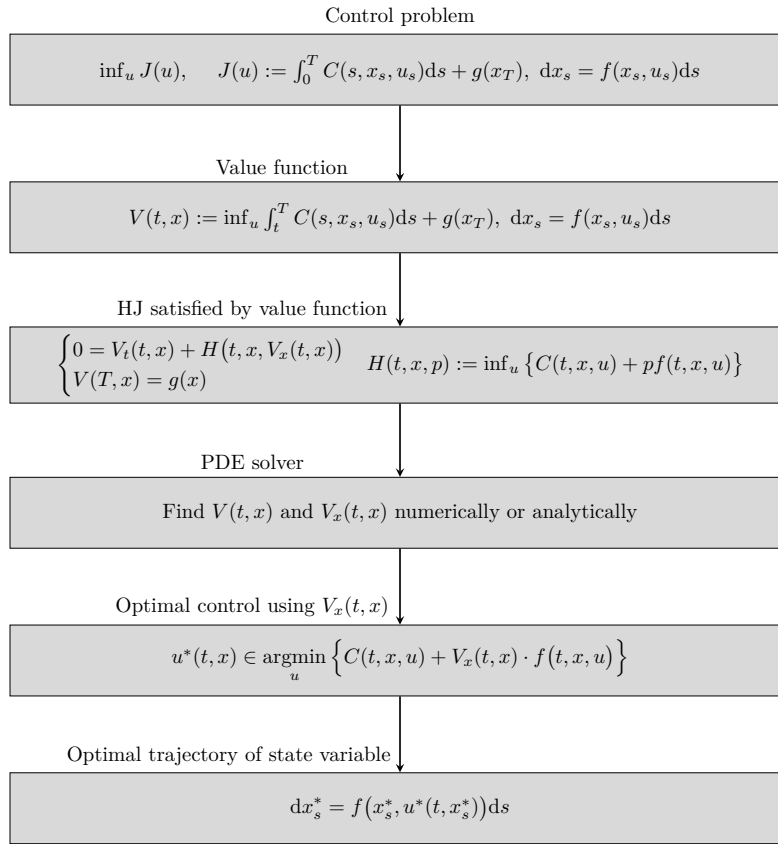 Control problem
inf_u J(u),   J(u) := ∫_0^T C(s, x_s, u_s)ds + g(x_T), dx_s = f(x_s, u_s)ds
Value function
V(t, x) := inf_u ∫_t^T C(s, x_s, u_s)ds + g(x_T), dx_s = f(x_s, u_s)ds
HJ satisfied by value function
{ 0 = V_t(t, x) + H(t, x, V_x(t, x))
V(T, x) = g(x)
H(t, x, p) := inf_u {C(t, x, u) + pf(t, x, u)}
PDE solver
Find V(t, x) and V_x(t, x) numerically or analytically
Optimal control using V_x(t, x)
u*(t, x) ∈ argmin_u {C(t, x, u) + V_x(t, x) · f(t, x, u)}
Optimal trajectory of state variable
dx*_s = f(x*_s, u*(t, x*_s))ds